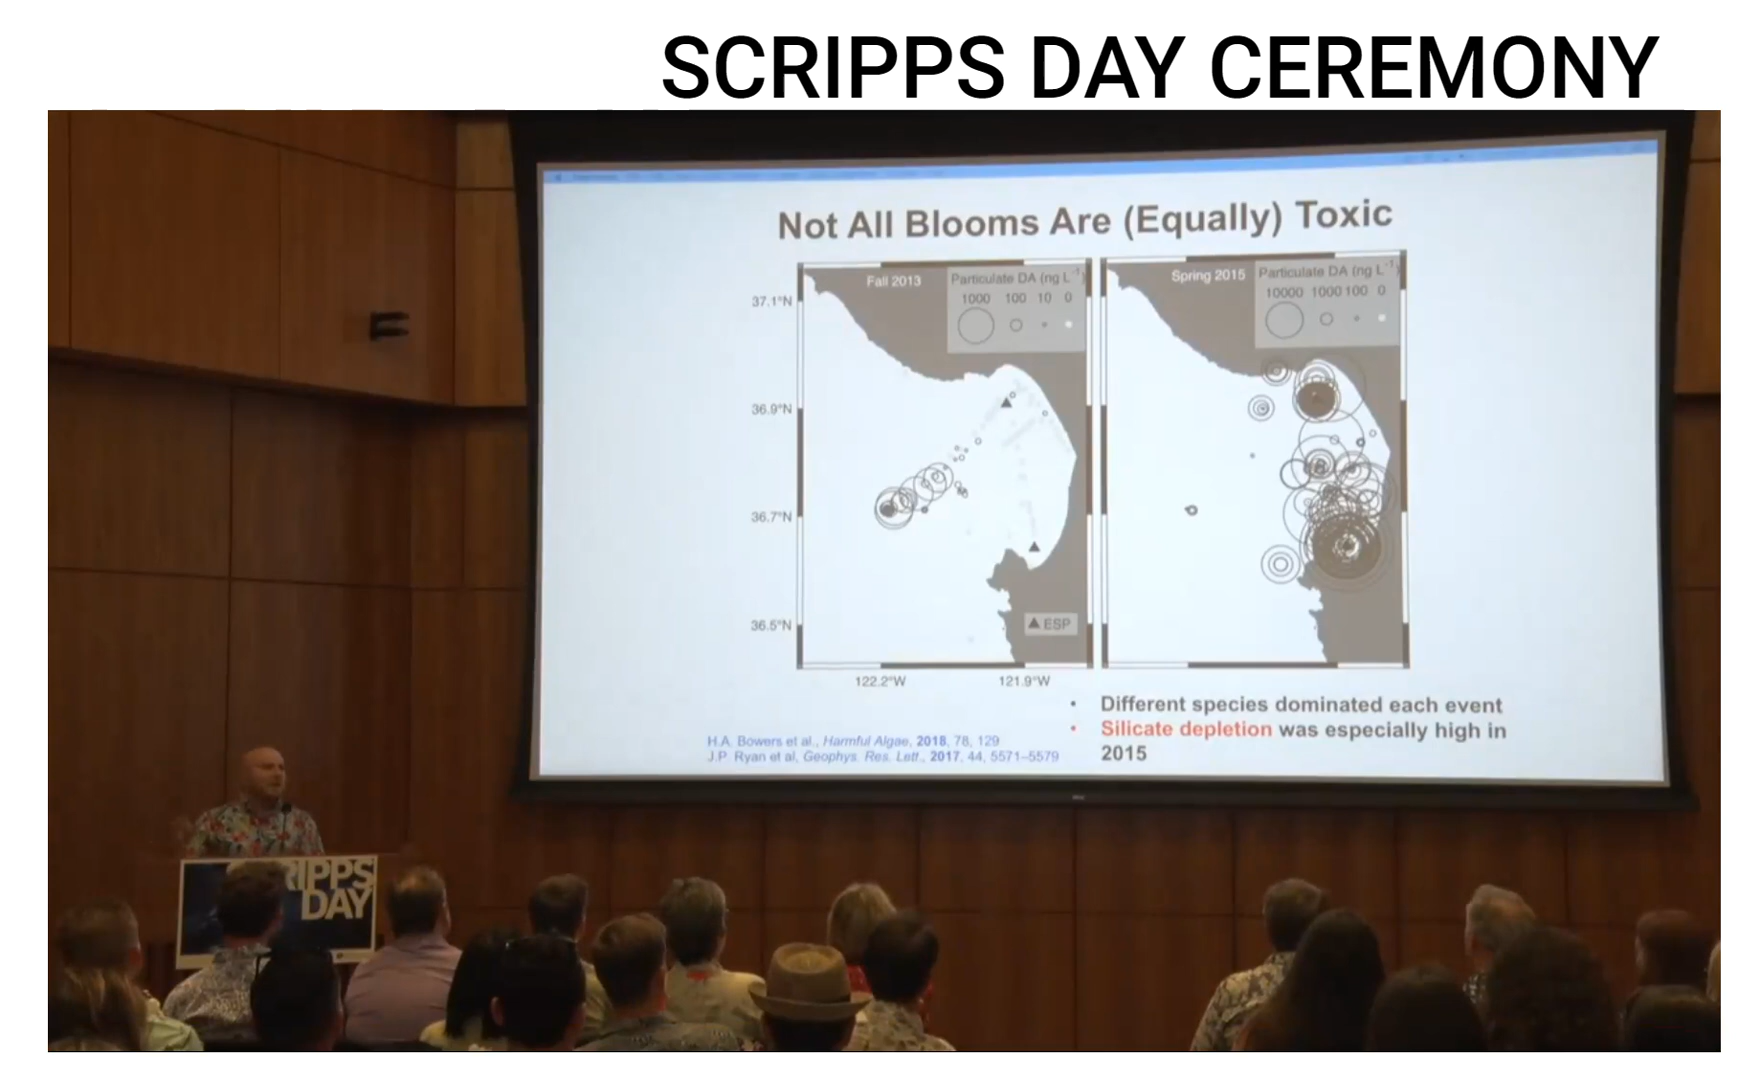 SCRIPPS DAY CEREMONY
Not All Blooms Are (Equally) Toxic
Fall 2013
Particulate DA (ng L⁻¹)
1000 100 10 0
Spring 2015
Particulate DA (ng L⁻¹)
10000 1000 100 0
37.1°N
36.9°N
36.7°N
36.5°N
▲ ESP
122.2°W 121.9°W
• Different species dominated each event
• Silicate depletion was especially high in
2015
H.A. Bowers et al., Harmful Algae, 2018, 78, 129
J.P. Ryan et al, Geophys. Res. Lett., 2017, 44, 5571–5579
RIPPS
DAY